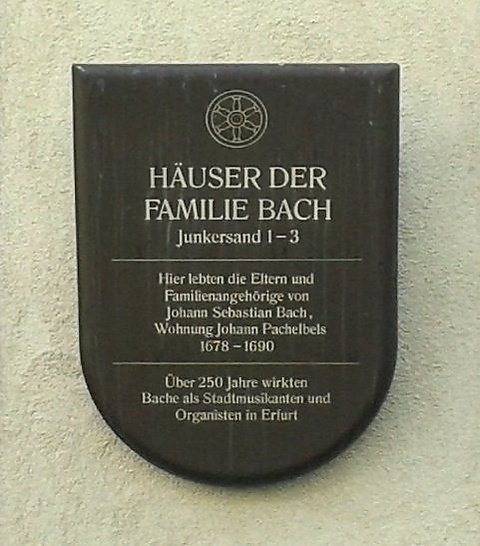 HÄUSER DER
FAMILIE BACH
Junkersand 1–3
Hier lebten die Eltern und
Familienangehörige von
Johann Sebastian Bach,
Wohnung Johann Pachelbels
1678–1690
Über 250 Jahre wirkten
Bache als Stadtmusikanten und
Organisten in Erfurt